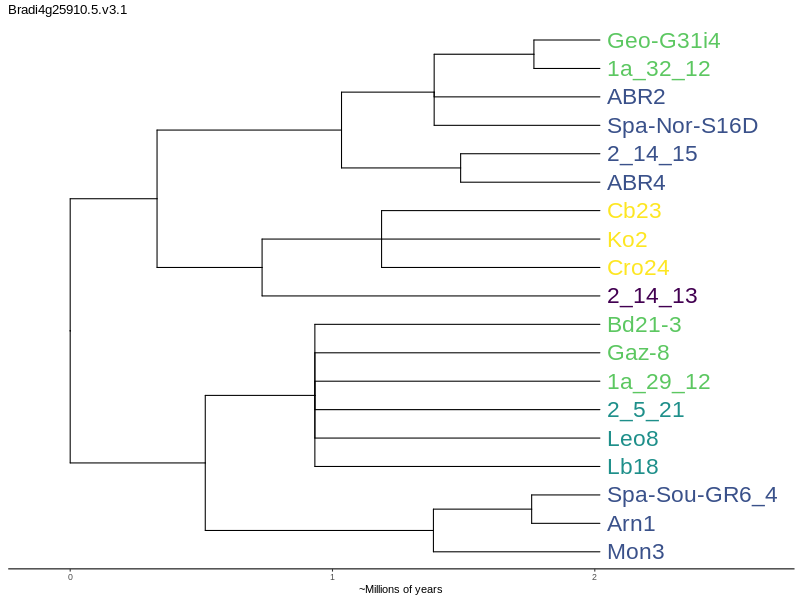 Bradi4g25910.5.v3.1
Geo-G31i4
1a_32_12
ABR2
Spa-Nor-S16D
2_14_15
ABR4
Cb23
Ko2
Cro24
2_14_13
Bd21-3
Gaz-8
1a_29_12
2_5_21
Leo8
Lb18
Spa-Sou-GR6_4
Arn1
Mon3
0 1 2
~Millions of years